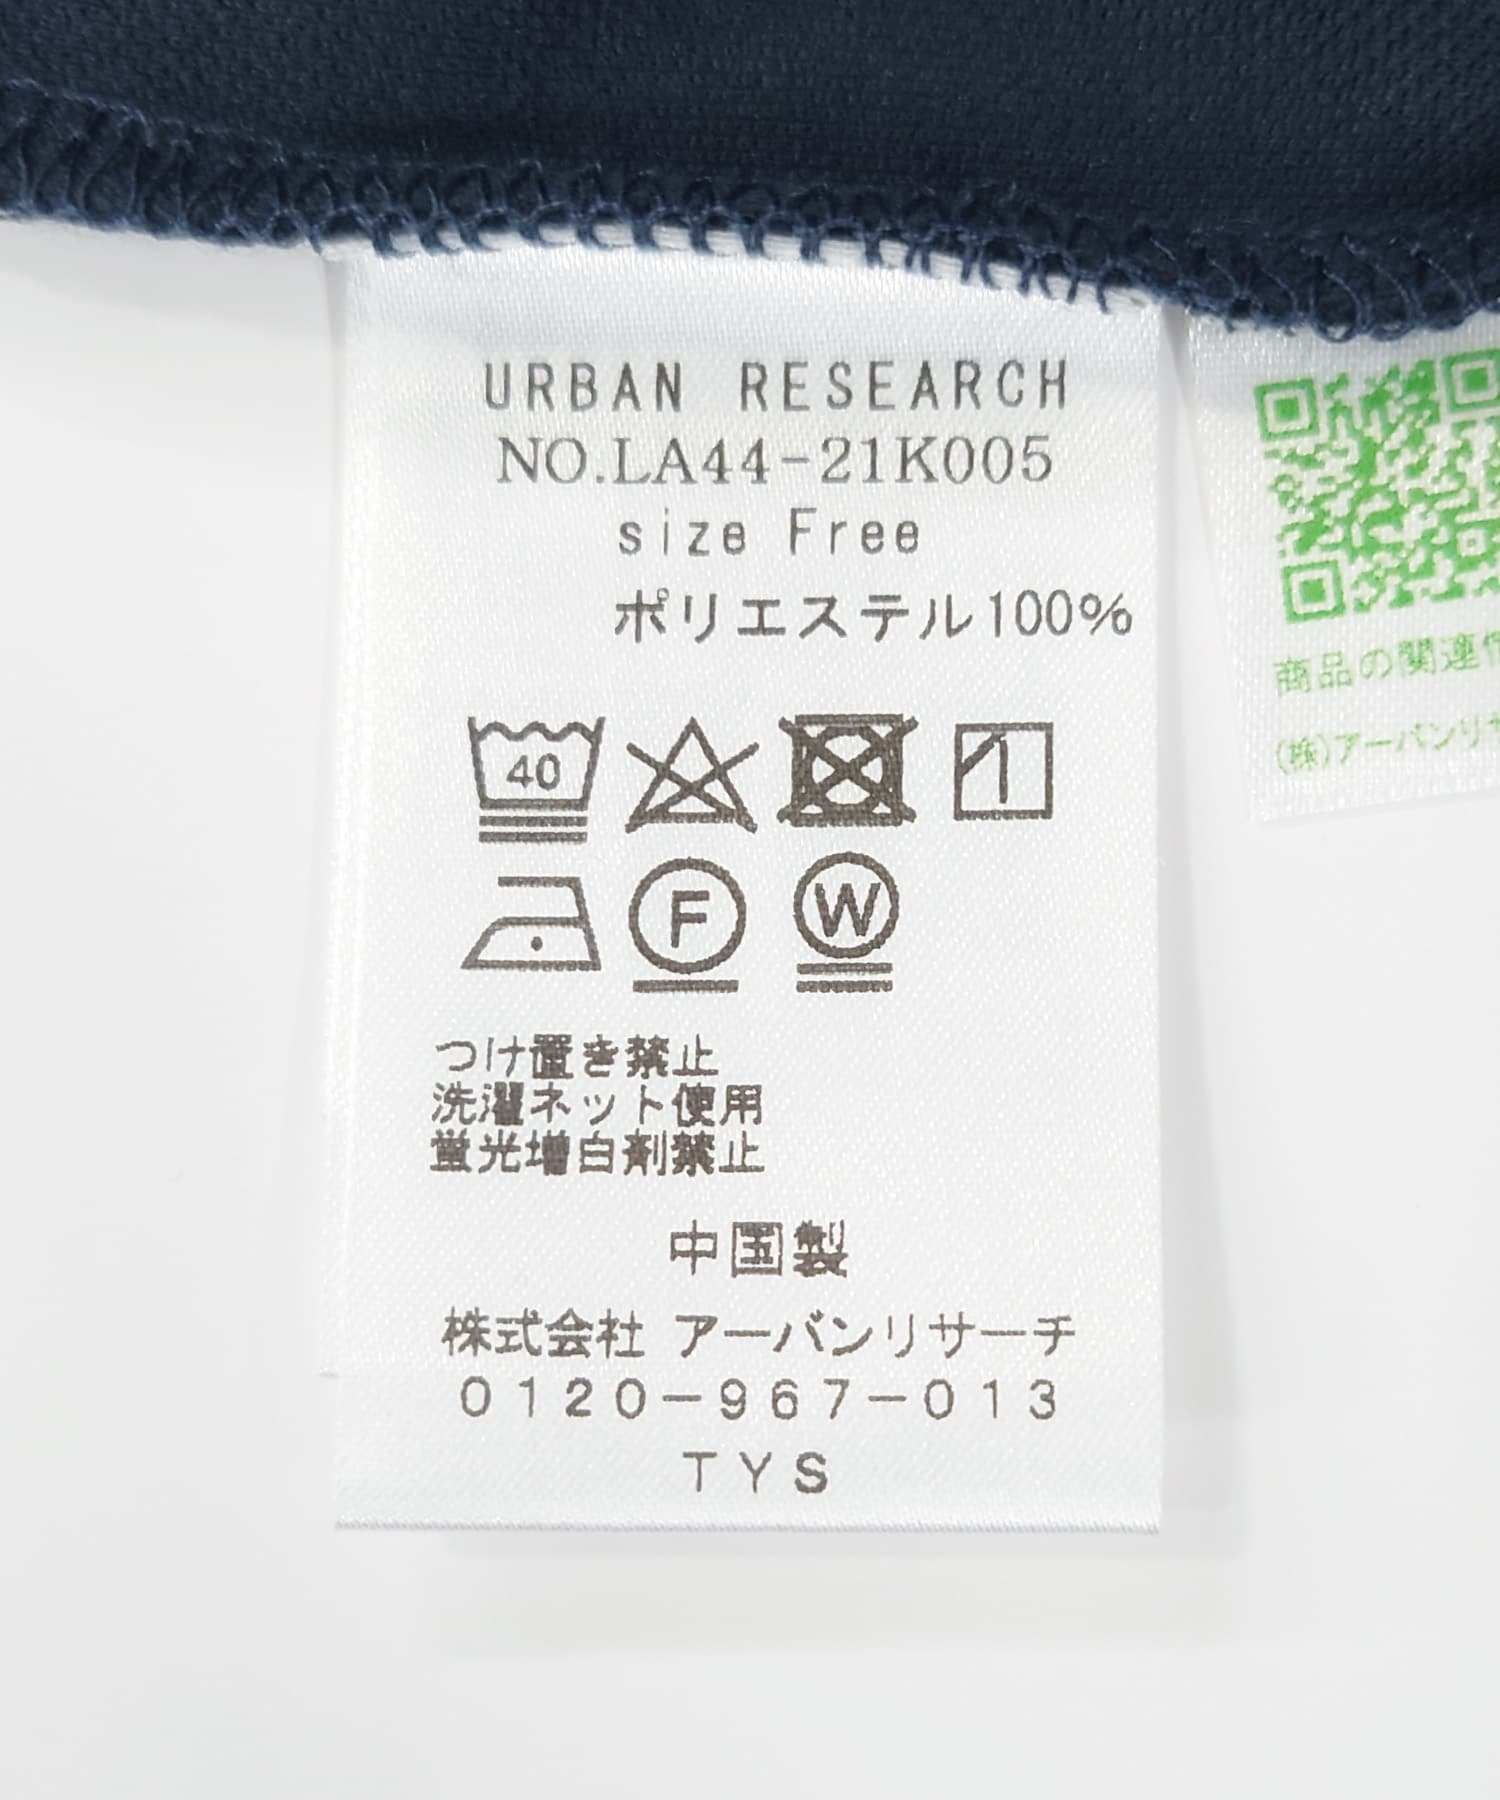 URBAN RESEARCH
NO.LA44-21K005
size Free
ポリエステル100%
40
F
W
つけ置き禁止
洗濯ネット使用
蛍光増白剤禁止
中国製
株式会社 アーバンリサーチ
0120-967-013
TYS
商品の関連
(株)アーバンリサ